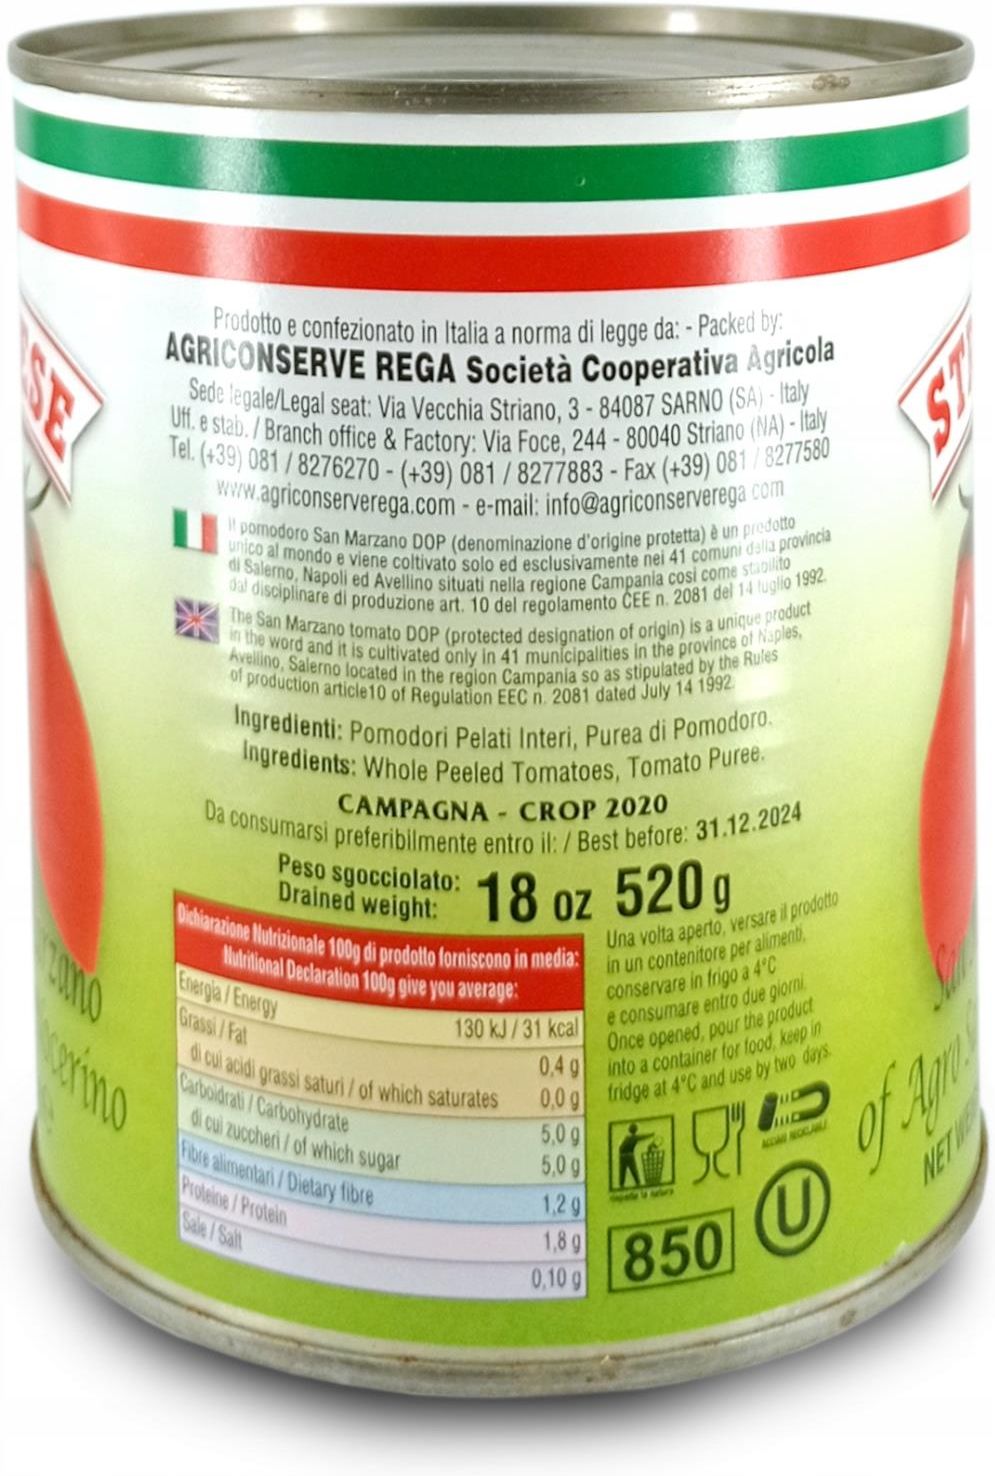 Prodotto e confezionato in Italia a norma di legge da: - Packed by:
AGRICONSERVE REGA Società Cooperativa Agricola
Sede legale/Legal seat: Via Vecchia Striano, 3 - 84087 SARNO (SA) - Italy
Uff. e stab. / Branch office & Factory: Via Foce, 244 - 80040 Striano (NA) - Italy
Tel. (+39) 081 / 8276270 - (+39) 081 / 8277883 - Fax (+39) 081 / 8277580
www.agriconserverega.com - e-mail: info@agriconserverega.com
Il pomodoro San Marzano DOP (denominazione d'origine protetta) è un prodotto
unico al mondo e viene coltivato solo ed esclusivamente nei 41 comuni della provincia
di Salerno, Napoli ed Avellino situati nella regione Campania così come stabilito
dal disciplinare di produzione art. 10 del regolamento CEE n. 2081 del 14 luglio 1992.
The San Marzano tomato DOP (protected designation of origin) is a unique product
in the word and it is cultivated only in 41 municipalities in the province of Naples,
Avellino, Salerno located in the region Campania so as stipulated by the Rules
of production article10 of Regulation EEC n. 2081 dated July 14 1992.
Ingredienti: Pomodori Pelati Interi, Purea di Pomodoro.
Ingredients: Whole Peeled Tomatoes, Tomato Puree.
CAMPAGNA - CROP 2020
Da consumarsi preferibilmente entro il: / Best before: 31.12.2024
Peso sgocciolato:
Drained weight: 18 oz 520 g
Dichiarazione Nutrizionale 100g di prodotto forniscono in media:
Nutritional Declaration 100g give you average:
Energia / Energy 130 kJ / 31 kcal
Grassi / Fat 0,4 g
di cui acidi grassi saturi / of which saturates 0,0 g
Carboidrati / Carbohydrate 5,0 g
di cui zuccheri / of which sugar 5,0 g
Fibre alimentari / Dietary fibre 1,2 g
Proteine / Protein 1,8 g
Sale / Salt 0,10 g
Una volta aperto, versare il prodotto
in un contenitore per alimenti,
conservare in frigo a 4°C
e consumare entro due giorni.
Once opened, pour the product
into a container for food, keep in
fridge at 4°C and use by two days.
ACCIAIO RICICLABILE
U
850
of Agro
NET